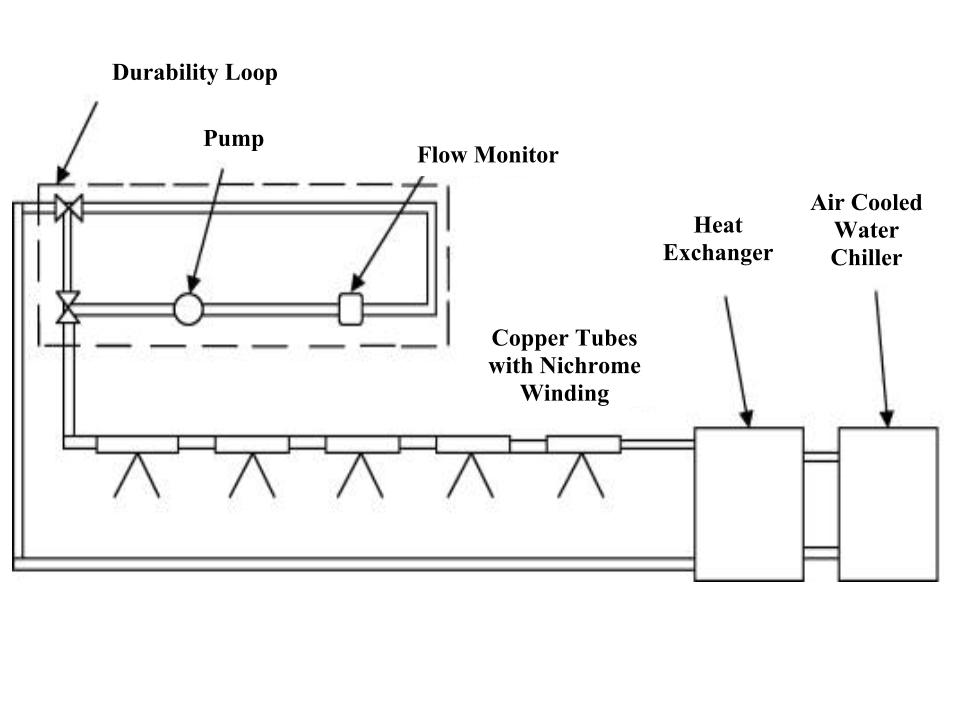 Durability Loop
Pump
Flow Monitor
Air Cooled
Water
Chiller
Heat
Exchanger
Copper Tubes
with Nichrome
Winding